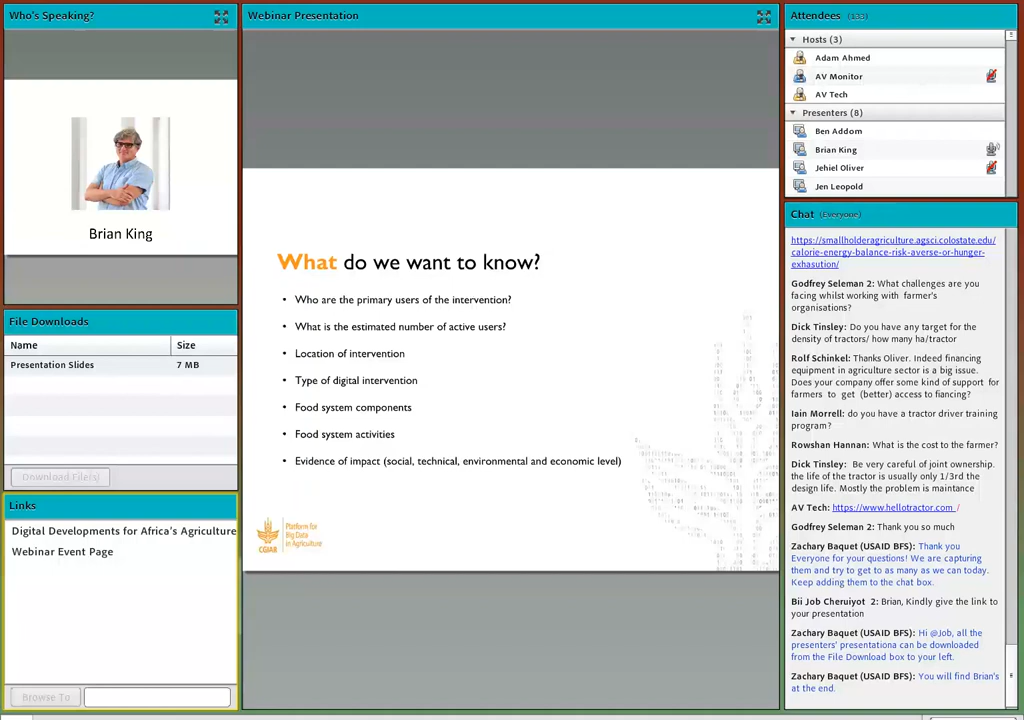 Who's Speaking?
Brian King
File Downloads
Name Size
Presentation Slides 7 MB
Download File(s)
Links
Digital Developments for Africa's Agriculture
Webinar Event Page
Browse To
Webinar Presentation
What do we want to know?
• Who are the primary users of the intervention?
• What is the estimated number of active users?
• Location of intervention
• Type of digital intervention
• Food system components
• Food system activities
• Evidence of impact (social, technical, environmental and economic level)
CGIAR
Platform for
Big Data
in Agriculture
Attendees (133)
Hosts (3)
Adam Ahmed
AV Monitor
AV Tech
Presenters (8)
Ben Addom
Brian King
Jehiel Oliver
Jen Leopold
Chat (Everyone)
https://smallholderagriculture.agsci.colostate.edu/
calorie-energy-balance-risk-averse-or-hunger-
exhasution/
Godfrey Seleman 2: What challenges are you
facing whilst working with farmer's
organisations?
Dick Tinsley: Do you have any target for the
density of tractors/ how many ha/tractor
Rolf Schinkel: Thanks Oliver. Indeed financing
equipment in agriculture sector is a big issue.
Does your company offer some kind of support for
farmers to get (better) access to fiancing?
Iain Morrell: do you have a tractor driver training
program?
Rowshan Hannan: What is the cost to the farmer?
Dick Tinsley: Be very careful of joint ownership.
the life of the tractor is usually only 1/3rd the
design life. Mostly the problem is maintance
AV Tech: https://www.hellotractor.com /
Godfrey Seleman 2: Thank you so much
Zachary Baquet (USAID BFS): Thank you
Everyone for your questions! We are capturing
them and try to get to as many as we can today.
Keep adding them to the chat box.
Bii Job Cheruiyot 2: Brian, Kindly give the link to
your presentation
Zachary Baquet (USAID BFS): Hi @Job, all the
presenters' presentationa can be downloaded
from the File Download box to your left.
Zachary Baquet (USAID BFS): You will find Brian's
at the end.